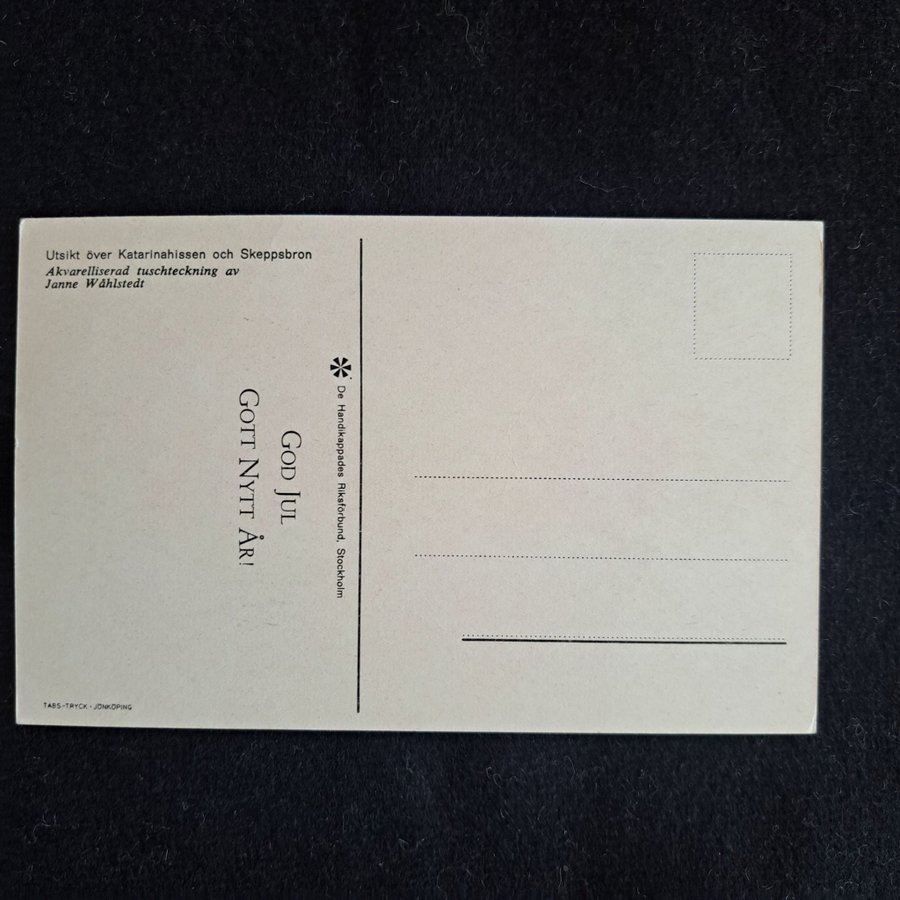 Utsikt över Katarinahissen och Skeppsbron
Akvarelliserad tuschteckning av
Janne Wåhlstedt
De Handikappades Riksförbund, Stockholm
GOD JUL
GOTT NYTT ÅR!
TABS-TRYCK · JÖNKÖPING